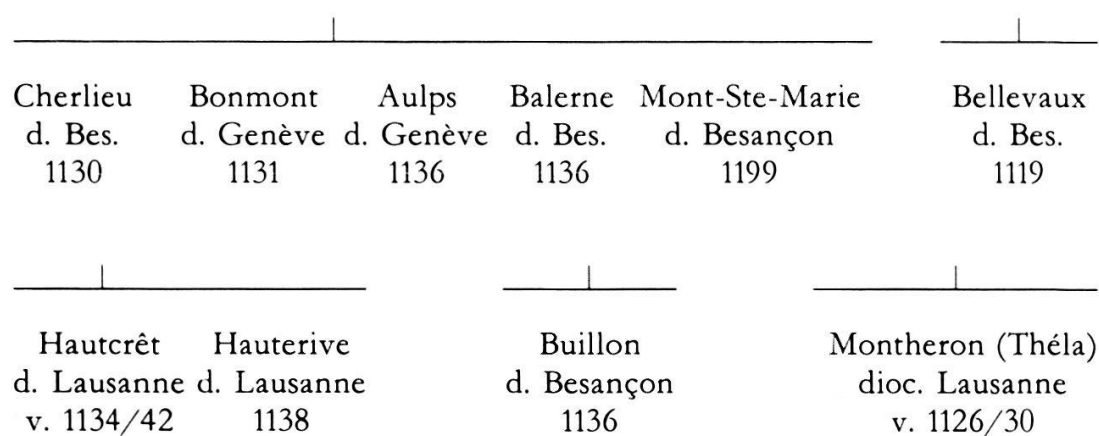 Cherlieu Bonmont Aulps Balerne Mont-Ste-Marie Bellevaux
d. Bes. d. Genève d. Genève d. Bes. d. Besançon d. Bes.
1130 1131 1136 1136 1199 1119
Hautcrêt Hauterive Buillon Montheron (Théla)
d. Lausanne d. Lausanne d. Besançon dioc. Lausanne
v. 1134/42 1138 1136 v. 1126/30